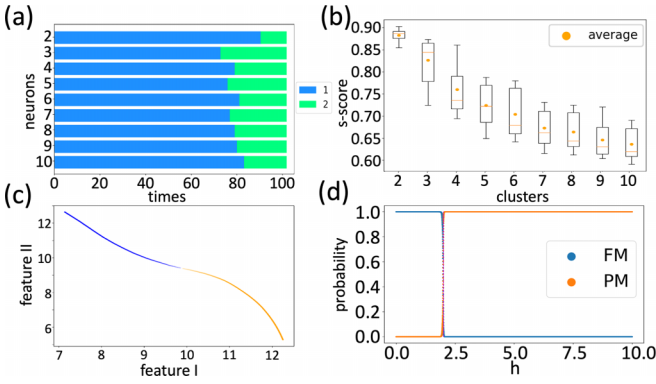 (a)
neurons
2
3
4
5
6
7
8
9
10
0 20 40 60 80 100
times
1
2
(b)
s-score
0.90
0.85
0.80
0.75
0.70
0.65
0.60
average
2 3 4 5 6 7 8 9 10
clusters
(c)
feature II
12
10
8
6
7 8 9 10 11 12
feature I
(d)
probability
1.0
0.8
0.6
0.4
0.2
0.0
FM
PM
0.0 2.5 5.0 7.5 10.0
h